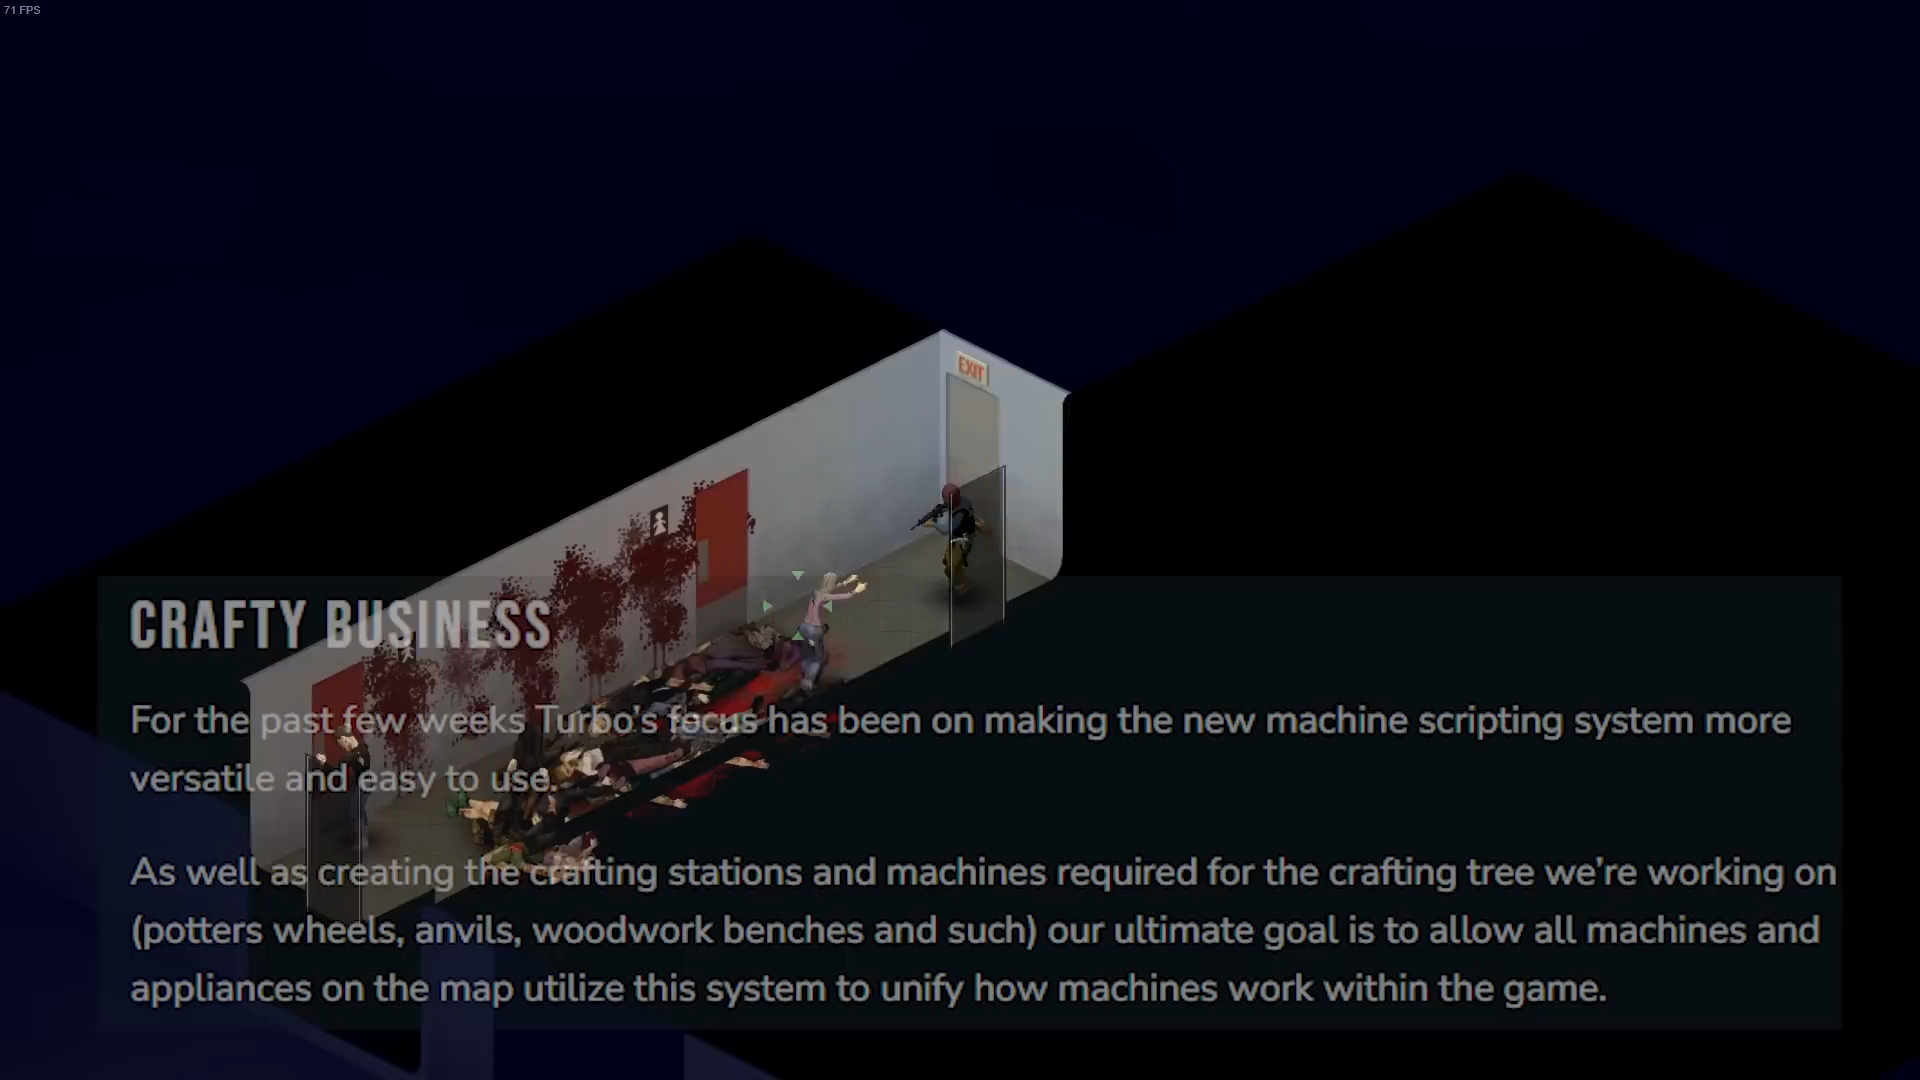 71 FPS
EXIT
CRAFTY BUSINESS
For the past few weeks Turbo's focus has been on making the new machine scripting system more
versatile and easy to use.
As well as creating the crafting stations and machines required for the crafting tree we're working on
(potters wheels, anvils, woodwork benches and such) our ultimate goal is to allow all machines and
appliances on the map utilize this system to unify how machines work within the game.